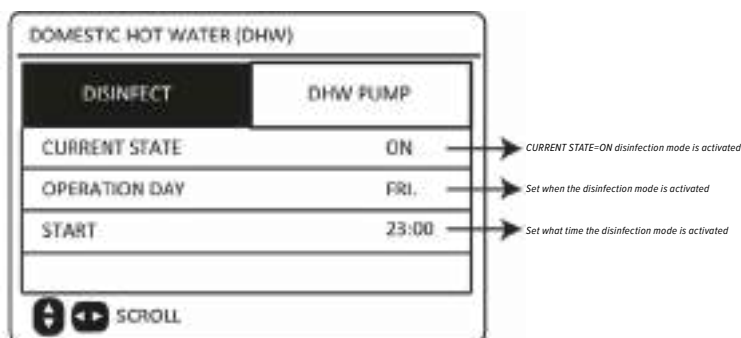 DOMESTIC HOT WATER (DHW)
DISINFECT DHW PUMP
CURRENT STATE ON
CURRENT STATE=ON disinfection mode is activated
OPERATION DAY FRI.
Set when the disinfection mode is activated
START 23:00
Set what time the disinfection mode is activated
SCROLL